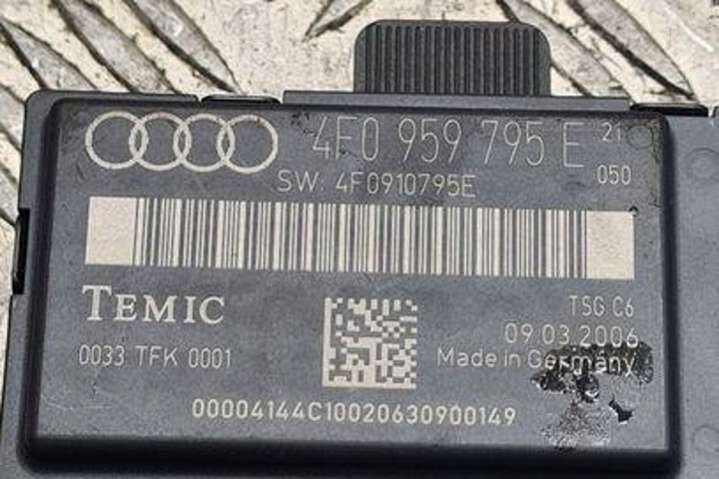 4F0 959 795 E 21
050
SW: 4F0910795E
TEMIC
TSG C6
09.03.2006
0033 TFK 0001
Made in Germany
00004144C10020630900149